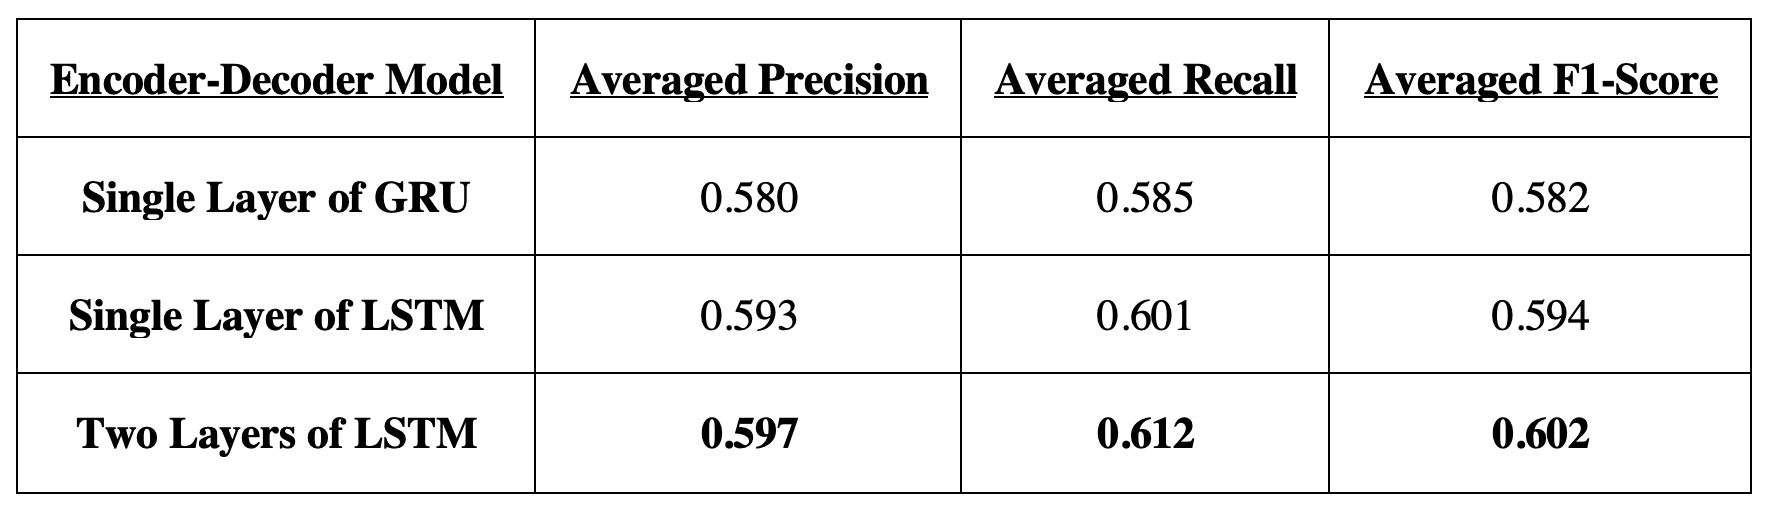 Encoder-Decoder Model Averaged Precision Averaged Recall Averaged F1-Score
Single Layer of GRU 0.580 0.585 0.582
Single Layer of LSTM 0.593 0.601 0.594
Two Layers of LSTM 0.597 0.612 0.602